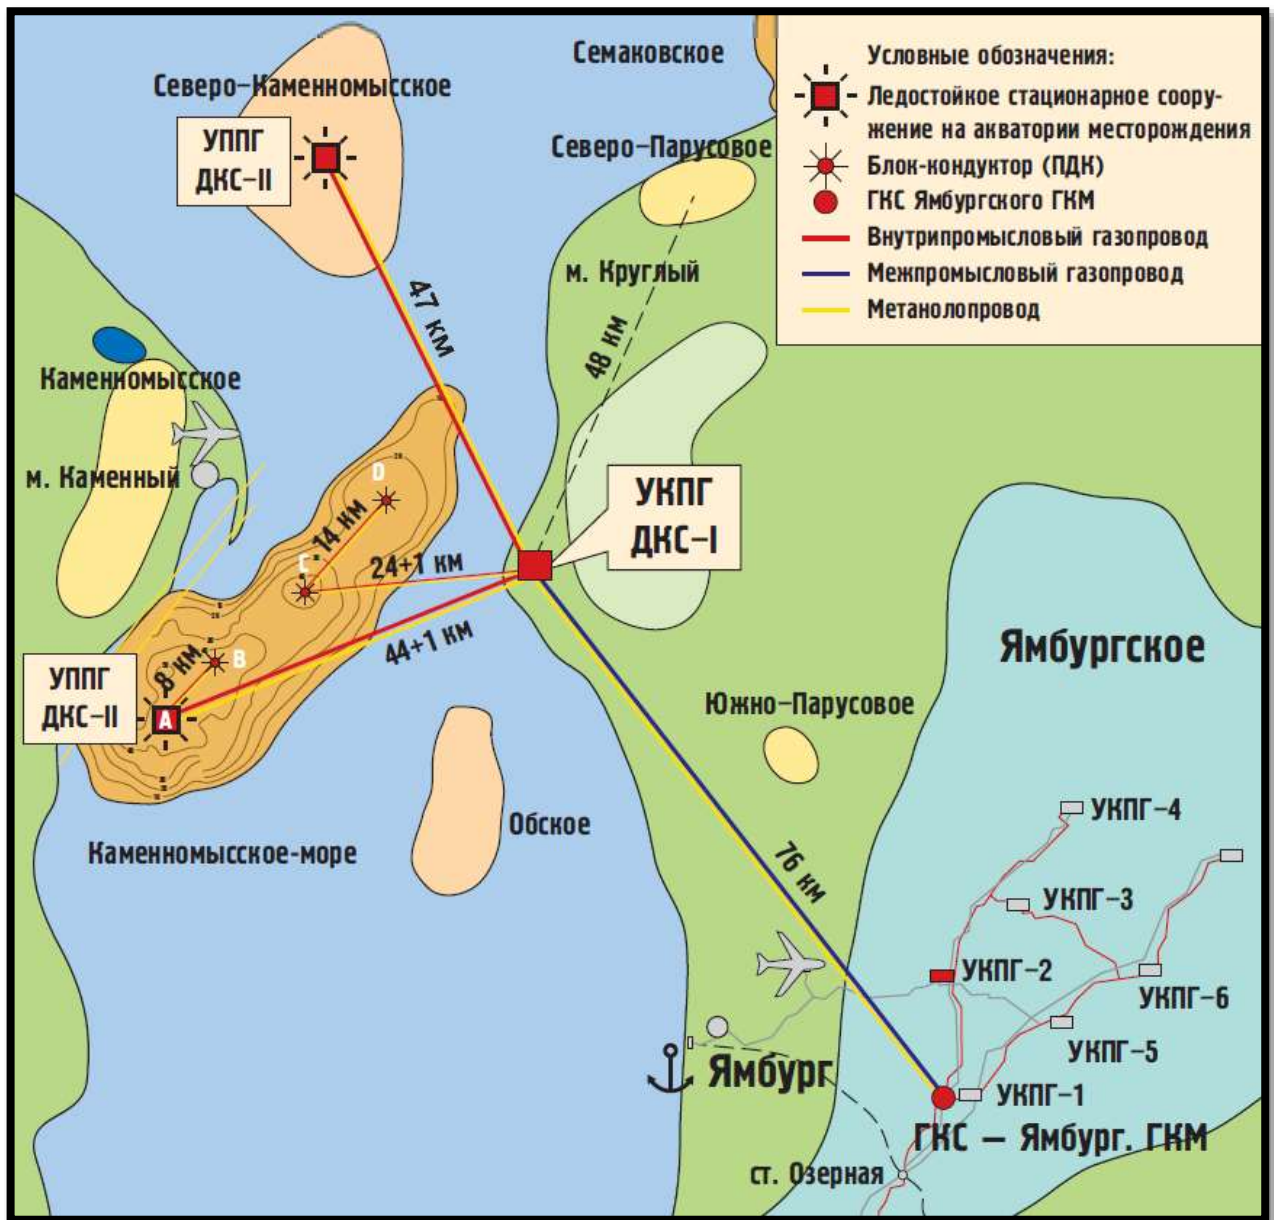 Семаковское
Северо-Каменномысское
УППГ
ДКС-II
Северо-Парусовое
Условные обозначения:
Ледостойкое стационарное соору-
жение на акватории месторождения
Блок-кондуктор (ПДК)
ГКС Ямбургского ГКМ
Внутрипромысловый газопровод
Межпромысловый газопровод
Метанолопровод
м. Круглый
47 км
48 км
Каменномысское
м. Каменный
D
14 км
C
24+1 км
УКПГ
ДКС-I
44+1 км
B
8 км
УППГ
ДКС-II
A
Ямбургское
Южно-Парусовое
Обское
Каменномысское-море
76 км
УКПГ-4
УКПГ-3
УКПГ-2
УКПГ-6
УКПГ-5
Ямбург
УКПГ-1
ГКС – Ямбург. ГКМ
ст. Озерная